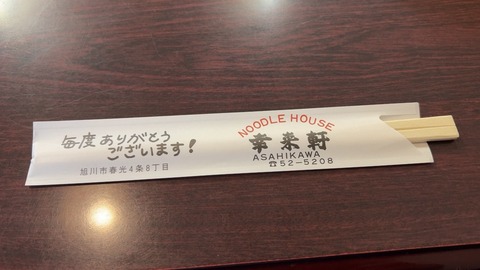 毎度ありがとう
ございます!
旭川市春光4条8丁目
NOODLE HOUSE
幸来軒
ASAHIKAWA
☎52-5208